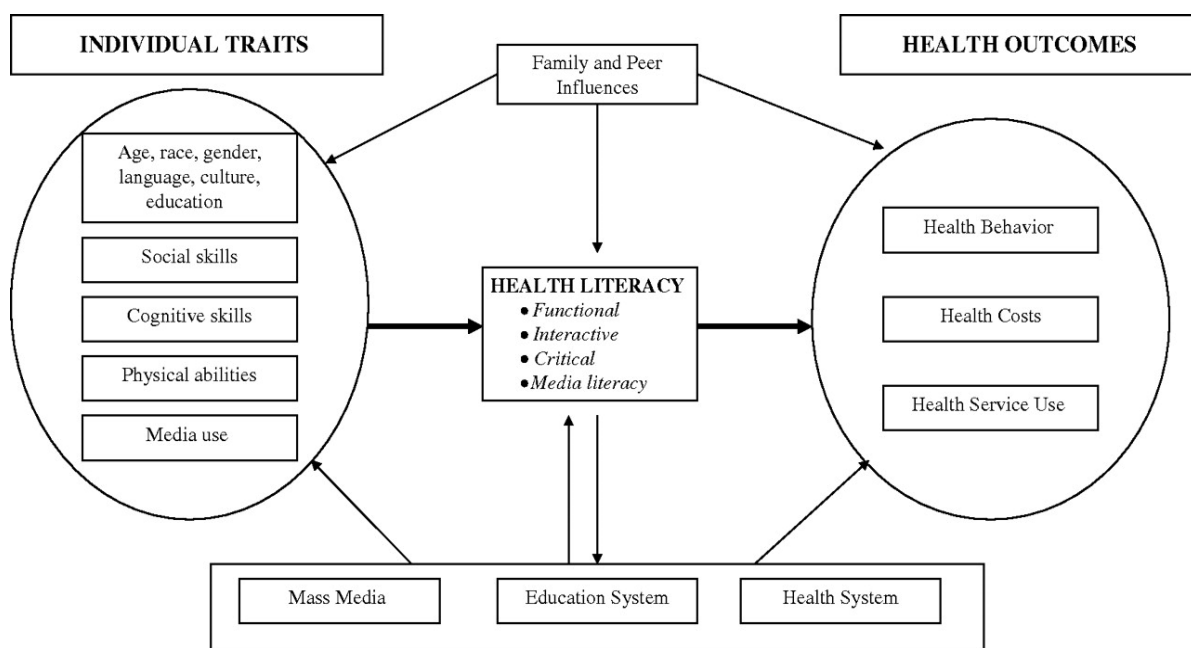 INDIVIDUAL TRAITS
Family and Peer
Influences
HEALTH OUTCOMES
Age, race, gender,
language, culture,
education
Social skills
Cognitive skills
Physical abilities
Media use
HEALTH LITERACY
• Functional
• Interactive
• Critical
• Media literacy
Health Behavior
Health Costs
Health Service Use
Mass Media
Education System
Health System